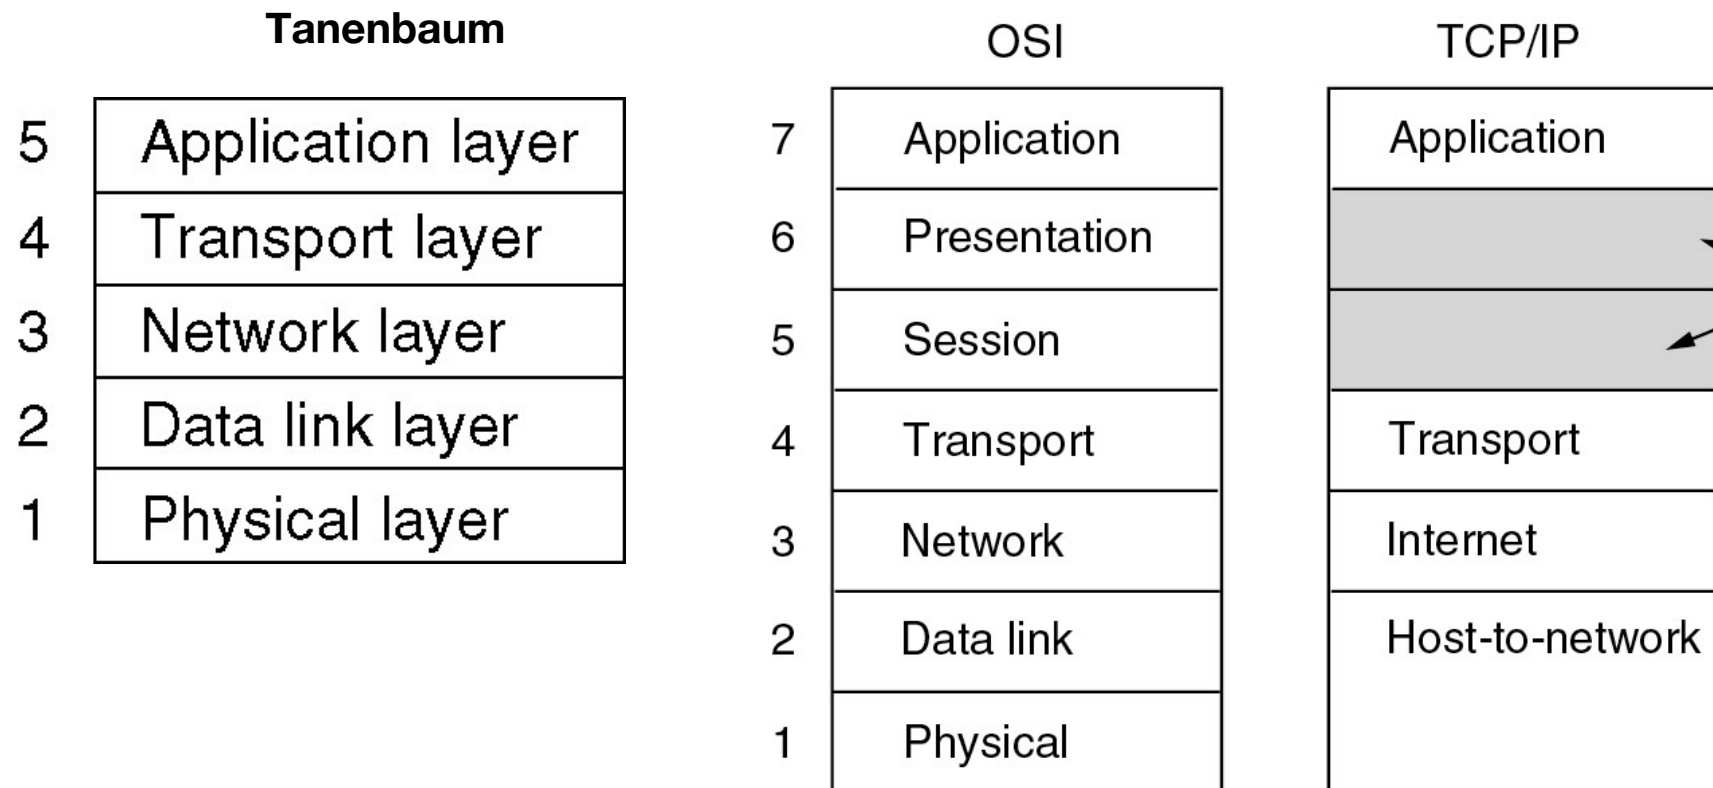 Tanenbaum
5 Application layer
4 Transport layer
3 Network layer
2 Data link layer
1 Physical layer
OSI
7 Application
6 Presentation
5 Session
4 Transport
3 Network
2 Data link
1 Physical
TCP/IP
Application
Transport
Internet
Host-to-network